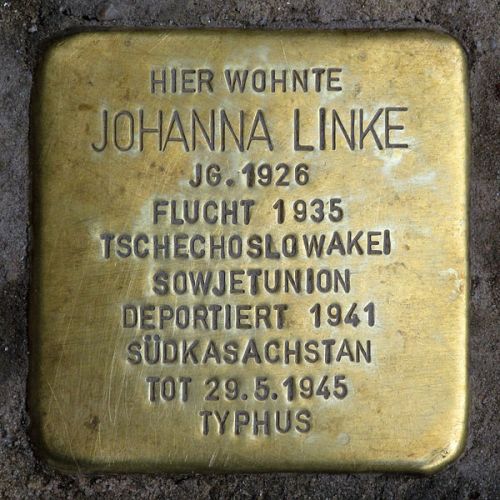 HIER WOHNTE
JOHANNA LINKE
JG. 1926
FLUCHT 1935
TSCHECHOSLOWAKEI
SOWJETUNION
DEPORTIERT 1941
SÜDKASACHSTAN
TOT 29.5.1945
TYPHUS